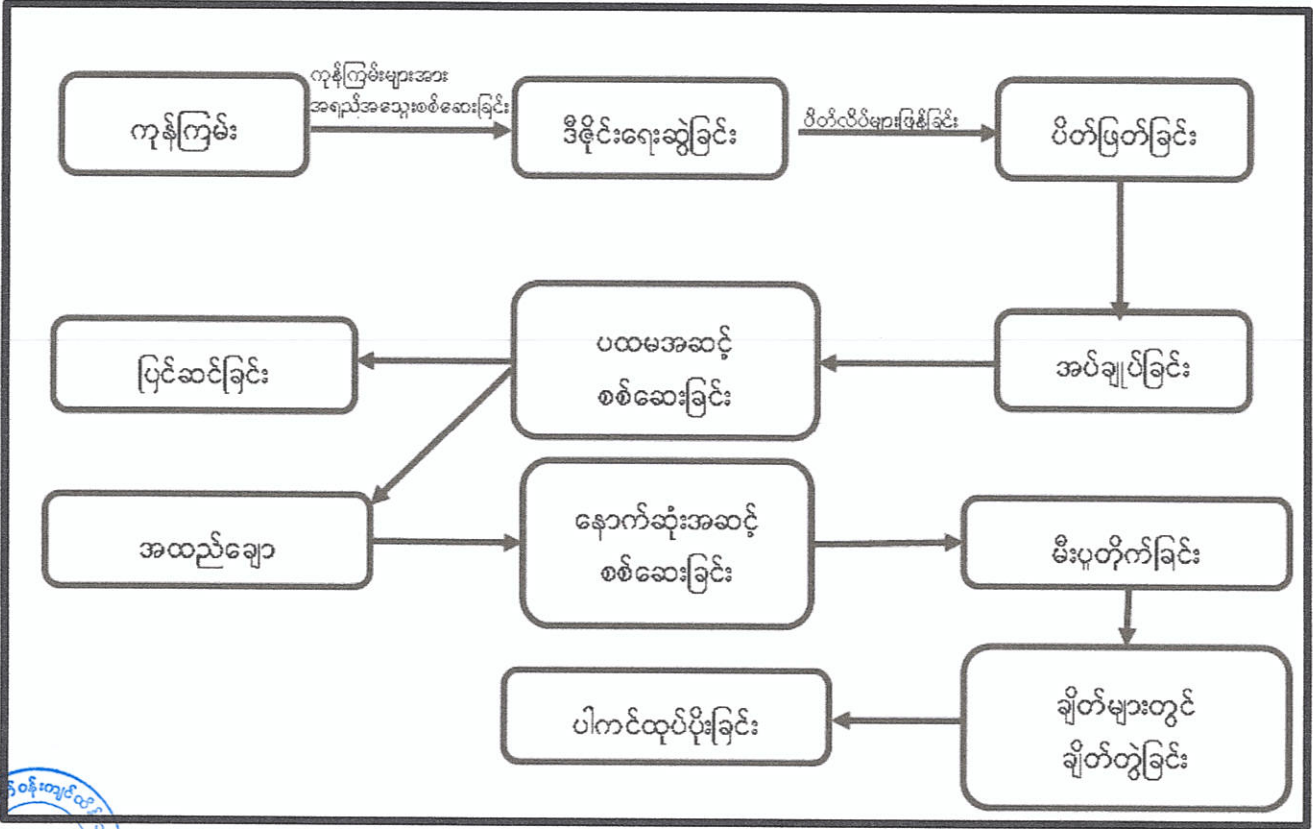 ကုန်ကြမ်း
ကုန်ကြမ်းများအား
အရည်အသွေးစစ်ဆေးခြင်း
ဒီဇိုင်းရေးဆွဲခြင်း
ပိတ်လိပ်များဖြန့်ခြင်း
ပိတ်ဖြတ်ခြင်း
ပြင်ဆင်ခြင်း
ပထမအဆင့်
စစ်ဆေးခြင်း
အပ်ချုပ်ခြင်း
အထည်ချော
နောက်ဆုံးအဆင့်
စစ်ဆေးခြင်း
မီးပူတိုက်ခြင်း
ပါကင်ထုပ်ပိုးခြင်း
ချိတ်များတွင်
ချိတ်တွဲခြင်း